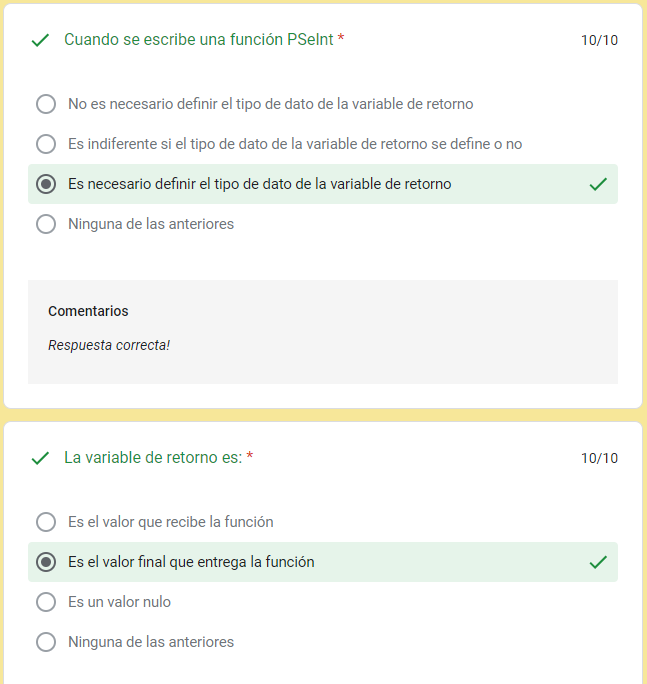 Cuando se escribe una función PSeInt * 10/10
No es necesario definir el tipo de dato de la variable de retorno
Es indiferente si el tipo de dato de la variable de retorno se define o no
Es necesario definir el tipo de dato de la variable de retorno
Ninguna de las anteriores
Comentarios
Respuesta correcta!
La variable de retorno es: * 10/10
Es el valor que recibe la función
Es el valor final que entrega la función
Es un valor nulo
Ninguna de las anteriores